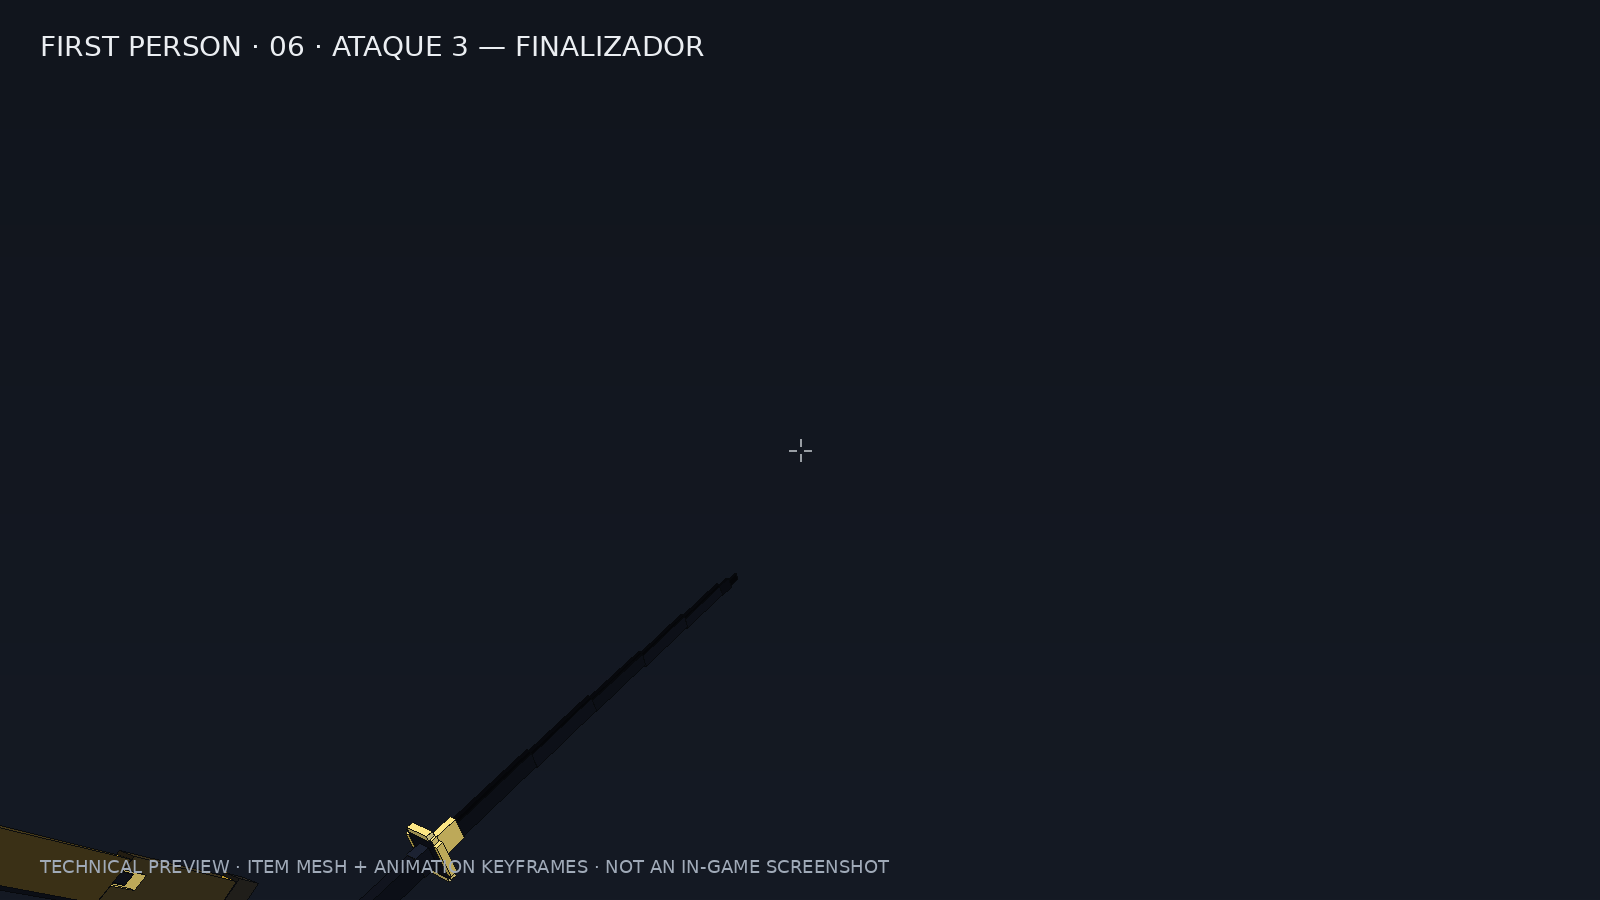 FIRST PERSON · 06 · ATAQUE 3 — FINALIZADOR
TECHNICAL PREVIEW · ITEM MESH + ANIMATION KEYFRAMES · NOT AN IN-GAME SCREENSHOT